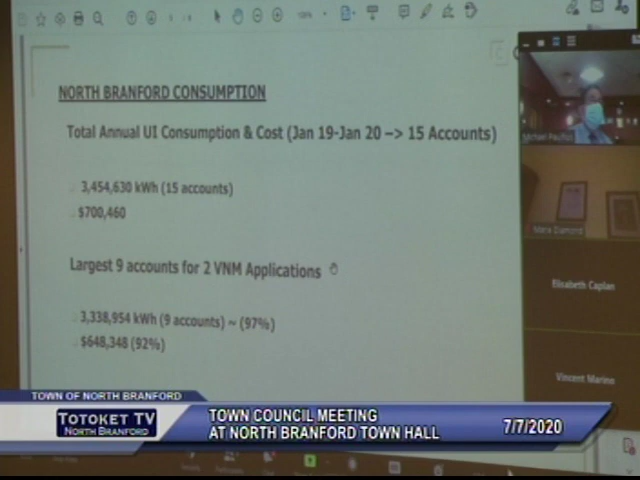 NORTH BRANFORD CONSUMPTION
Total Annual UI Consumption & Cost (Jan 19-Jan 20 –> 15 Accounts)
3,454,630 kWh (15 accounts)
$700,460
Largest 9 accounts for 2 VNM Applications
3,338,954 kWh (9 accounts) ~ (97%)
$648,348 (92%)
Elisabeth Caplan
Vincent Marino
TOWN OF NORTH BRANFORD
TOTOKET TV
NORTH BRANFORD
TOWN COUNCIL MEETING
AT NORTH BRANFORD TOWN HALL
7/7/2020